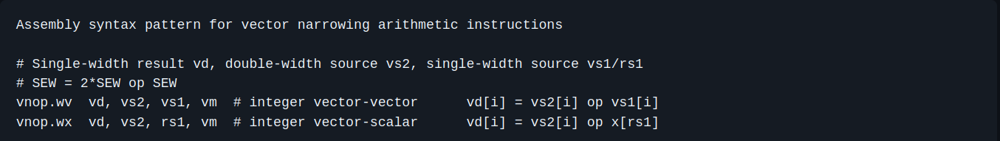 Assembly syntax pattern for vector narrowing arithmetic instructions

# Single-width result vd, double-width source vs2, single-width source vs1/rs1
# SEW = 2*SEW op SEW
vnop.wv  vd, vs2, vs1, vm  # integer vector-vector      vd[i] = vs2[i] op vs1[i]
vnop.wx  vd, vs2, rs1, vm  # integer vector-scalar      vd[i] = vs2[i] op x[rs1]